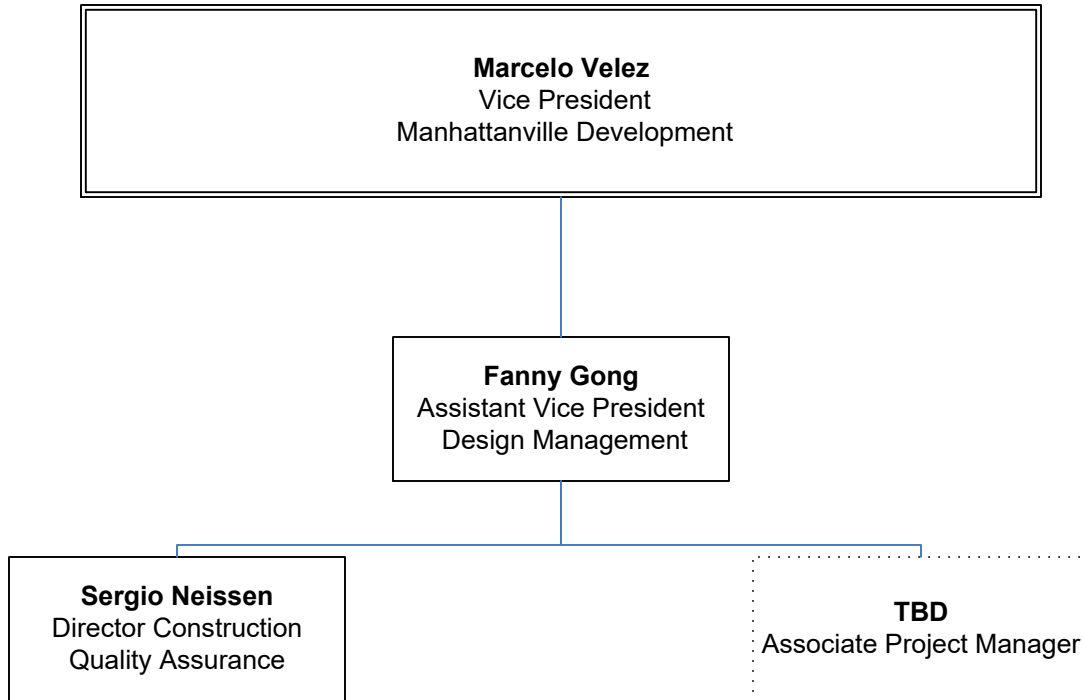 Marcelo Velez
Vice President
Manhattanville Development
Fanny Gong
Assistant Vice President
Design Management
Sergio Neissen
Director Construction
Quality Assurance
TBD
Associate Project Manager